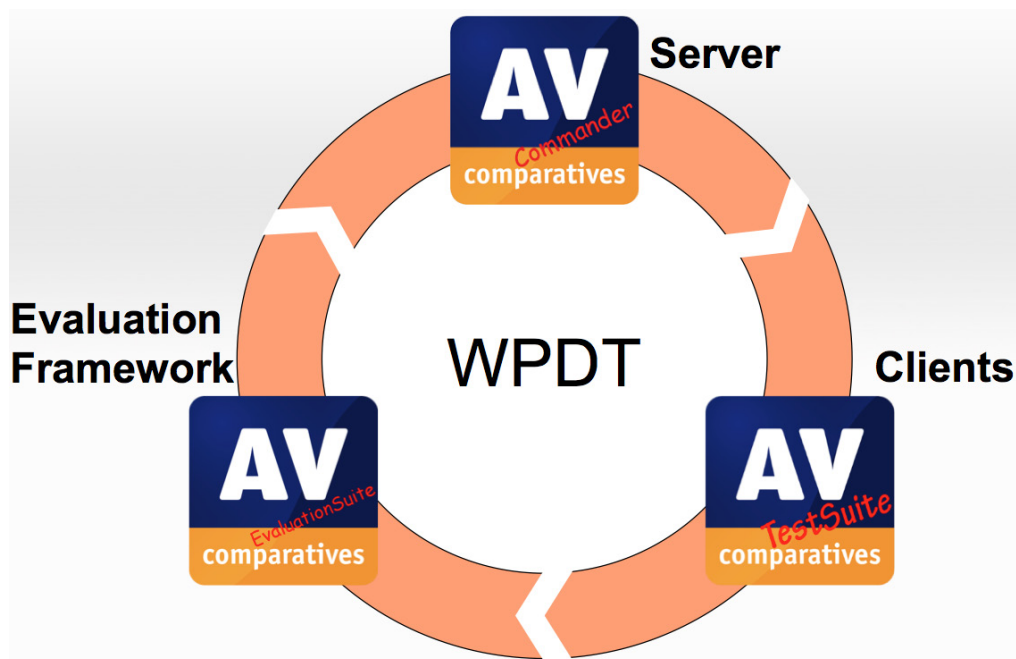 AV
Commander
comparatives
Server
Evaluation
Framework
WPDT
Clients
AV
EvaluationSuite
comparatives
AV
TestSuite
comparatives